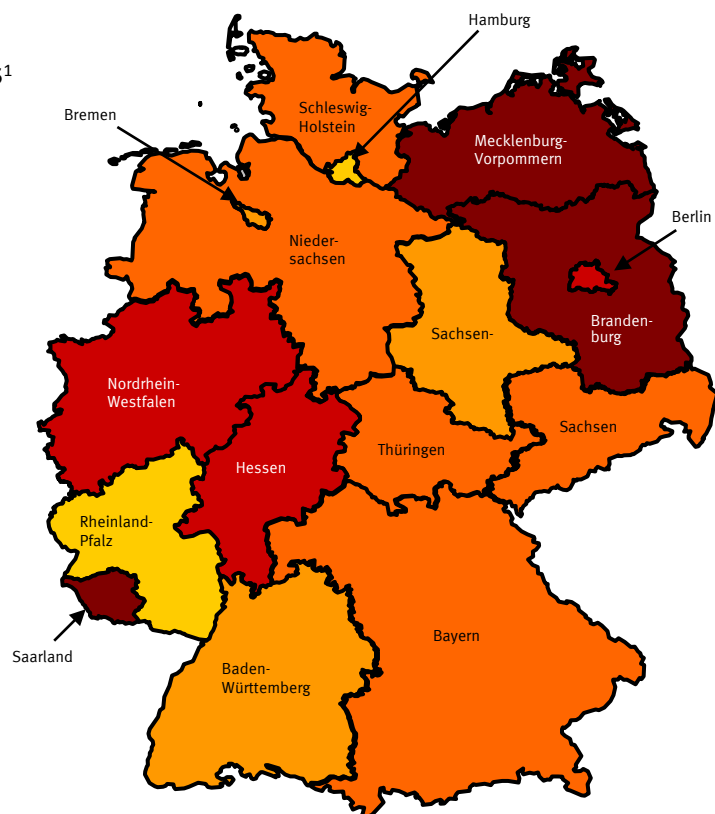 Hamburg
1
Schleswig-
Holstein
Bremen
Mecklenburg-
Vorpommern
Berlin
Nieder-
sachsen
Branden-
burg
Sachsen-
Nordrhein-
Westfalen
Sachsen
Thüringen
Hessen
Rheinland-
Pfalz
Saarland
Bayern
Baden-
Württemberg